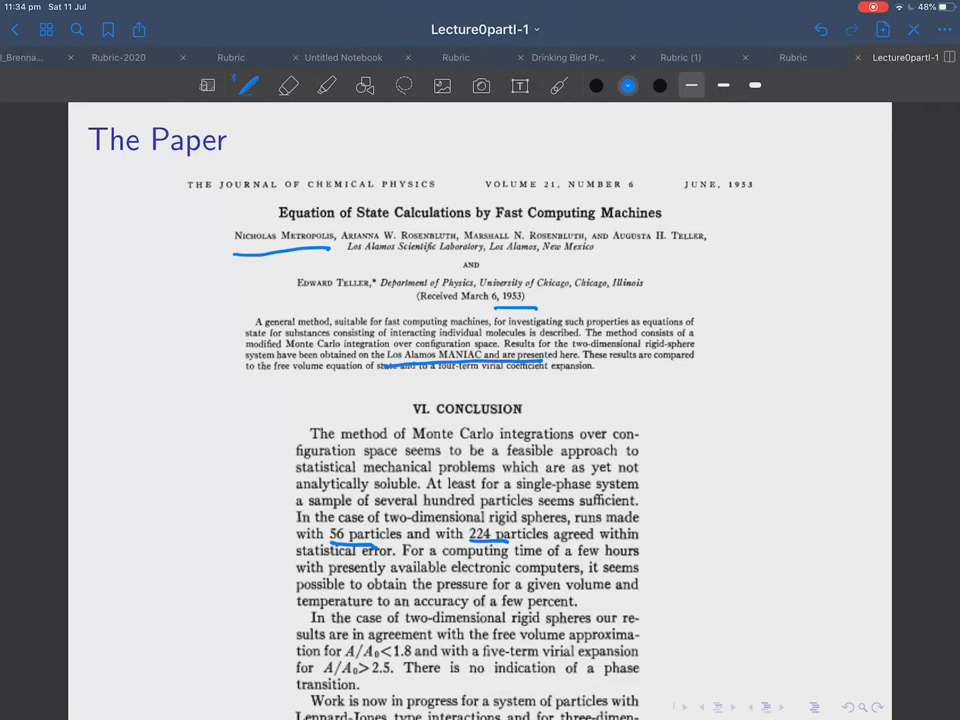 11:34 pm Sat 11 Jul
48%
Lecture0partI-1
l_Brenna...
Rubric-2020
Rubric
Untitled Notebook
Rubric
Drinking Bird Pr...
Rubric (1)
Rubric
Lecture0partI-1
The Paper
THE JOURNAL OF CHEMICAL PHYSICS VOLUME 21, NUMBER 6 JUNE, 1953
Equation of State Calculations by Fast Computing Machines
NICHOLAS METROPOLIS, ARIANNA W. ROSENBLUTH, MARSHALL N. ROSENBLUTH, AND AUGUSTA H. TELLER,
Los Alamos Scientific Laboratory, Los Alamos, New Mexico
AND
EDWARD TELLER,* Department of Physics, University of Chicago, Chicago, Illinois
(Received March 6, 1953)
A general method, suitable for fast computing machines, for investigating such properties as equations of
state for substances consisting of interacting individual molecules is described. The method consists of a
modified Monte Carlo integration over configuration space. Results for the two-dimensional rigid-sphere
system have been obtained on the Los Alamos MANIAC and are presented here. These results are compared
to the free volume equation of state and to a four-term virial coefficient expansion.
VI. CONCLUSION
The method of Monte Carlo integrations over con-
figuration space seems to be a feasible approach to
statistical mechanical problems which are as yet not
analytically soluble. At least for a single-phase system
a sample of several hundred particles seems sufficient.
In the case of two-dimensional rigid spheres, runs made
with 56 particles and with 224 particles agreed within
statistical error. For a computing time of a few hours
with presently available electronic computers, it seems
possible to obtain the pressure for a given volume and
temperature to an accuracy of a few percent.
In the case of two-dimensional rigid spheres our re-
sults are in agreement with the free volume approxima-
tion for A/A₀<1.8 and with a five-term virial expansion
for A/A₀>2.5. There is no indication of a phase
transition.
Work is now in progress for a system of particles with
Lennard-Jones type interactions and for three-dimen-